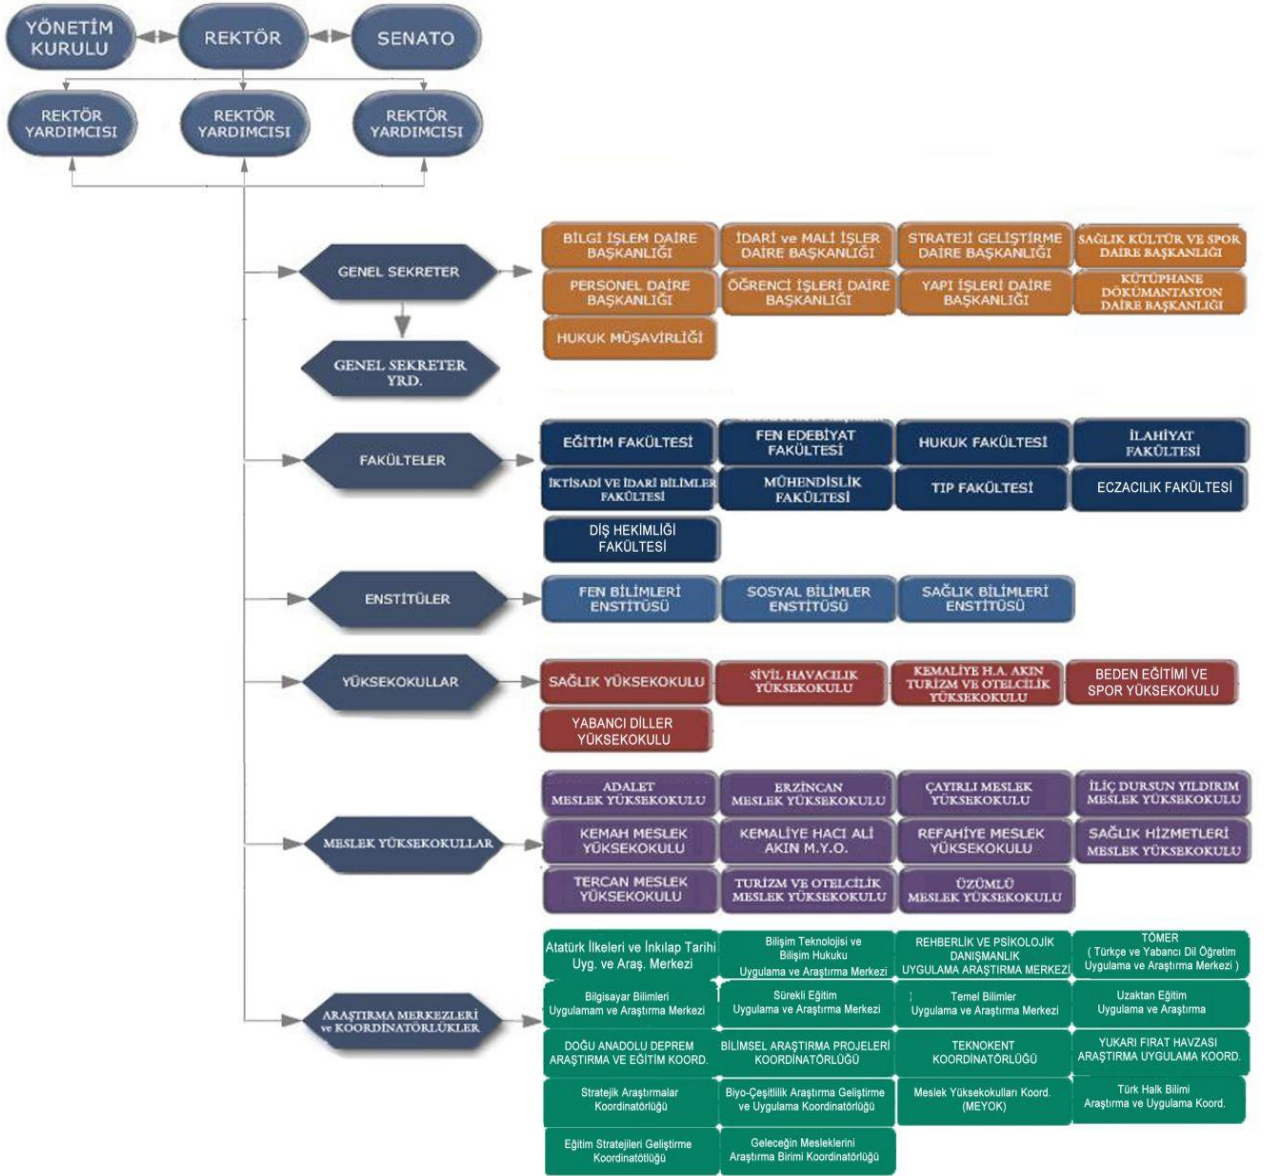 YÖNETİM
KURULU
REKTÖR
SENATO
REKTÖR
YARDIMCISI
REKTÖR
YARDIMCISI
REKTÖR
YARDIMCISI
GENEL SEKRETER
BİLGİ İŞLEM DAİRE
BAŞKANLIĞI
İDARİ ve MALİ İŞLER
DAİRE BAŞKANLIĞI
STRATEJİ GELİŞTİRME
DAİRE BAŞKANLIĞI
SAĞLIK KÜLTÜR VE SPOR
DAİRE BAŞKANLIĞI
PERSONEL DAİRE
BAŞKANLIĞI
ÖĞRENCİ İŞLERİ DAİRE
BAŞKANLIĞI
YAPI İŞLERİ DAİRE
BAŞKANLIĞI
KÜTÜPHANE
DÖKÜMANTASYON
DAİRE BAŞKANLIĞI
HUKUK MÜŞAVİRLİĞİ
GENEL SEKRETER
YRD.
FAKÜLTELER
EĞİTİM FAKÜLTESİ
FEN EDEBİYAT
FAKÜLTESİ
HUKUK FAKÜLTESİ
İLAHİYAT
FAKÜLTESİ
İKTİSADİ VE İDARİ BİLİMLER
FAKÜLTESİ
MÜHENDİSLİK
FAKÜLTESİ
TIP FAKÜLTESİ
ECZACILIK FAKÜLTESİ
DİŞ HEKİMLİĞİ
FAKÜLTESİ
ENSTİTÜLER
FEN BİLİMLERİ
ENSTİTÜSÜ
SOSYAL BİLİMLER
ENSTİTÜSÜ
SAĞLIK BİLİMLERİ
ENSTİTÜSÜ
YÜKSEKOKULLAR
SAĞLIK YÜKSEKOKULU
SİVİL HAVACILIK
YÜKSEKOKULU
KEMALİYE H.A. AKIN
TURİZM VE OTELCİLİK
YÜKSEKOKULU
BEDEN EĞİTİMİ VE
SPOR YÜKSEKOKULU
YABANCI DİLLER
YÜKSEKOKULU
MESLEK YÜKSEKOKULLAR
ADALET
MESLEK YÜKSEKOKULU
ERZİNCAN
MESLEK YÜKSEKOKULU
ÇAYIRLI MESLEK
YÜKSEKOKULU
İLİÇ DURSUN YILDIRIM
MESLEK YÜKSEKOKULU
KEMAH MESLEK
YÜKSEKOKULU
KEMALİYE HACI ALİ
AKIN M.Y.O.
REFAHİYE MESLEK
YÜKSEKOKULU
SAĞLIK HİZMETLERİ
MESLEK YÜKSEKOKULU
TERCAN MESLEK
YÜKSEKOKULU
TURİZM VE OTELCİLİK
MESLEK YÜKSEKOKULU
ÜZÜMLÜ
MESLEK YÜKSEKOKULU
ARAŞTIRMA MERKEZLERİ
ve KOORDİNATÖRLÜKLER
Atatürk İlkeleri ve İnkılap Tarihi
Uyg. ve Araş. Merkezi
Bilişim Teknolojisi ve
Bilişim Hukuku
Uygulama ve Araştırma Merkezi
REHBERLİK VE PSİKOLOJİK
DANIŞMANLIK
UYGULAMA ARAŞTIRMA MERKEZİ
TÖMER
( Türkçe ve Yabancı Dil Öğretim
Uygulama ve Araştırma Merkezi )
Bilgisayar Bilimleri
Uygulamam ve Araştırma Merkezi
Sürekli Eğitim
Uygulama ve Araştırma Merkezi
Temel Bilimler
Uygulama ve Araştırma Merkezi
Uzaktan Eğitim
Uygulama ve Araştırma
DOĞU ANADOLU DEPREM
ARAŞTIRMA VE EĞİTİM KOORD.
BİLİMSEL ARAŞTIRMA PROJELERİ
KOORDİNATÖRLÜĞÜ
TEKNOKENT
KOORDİNATÖRLÜĞÜ
YUKARI FIRAT HAVZASI
ARAŞTIRMA UYGULAMA KOORD.
Stratejik Araştırmalar
Koordinatörlüğü
Biyo-Çeşitlilik Araştırma Geliştirme
ve Uygulama Koordinatörlüğü
Meslek Yüksekokulları Koord.
(MEYOK)
Türk Halk Bilimi
Araştırma ve Uygulama Koord.
Eğitim Stratejileri Geliştirme
Koordinatötlüğü
Geleceğin Mesleklerini
Araştırma Birimi Koordinatörlüğü